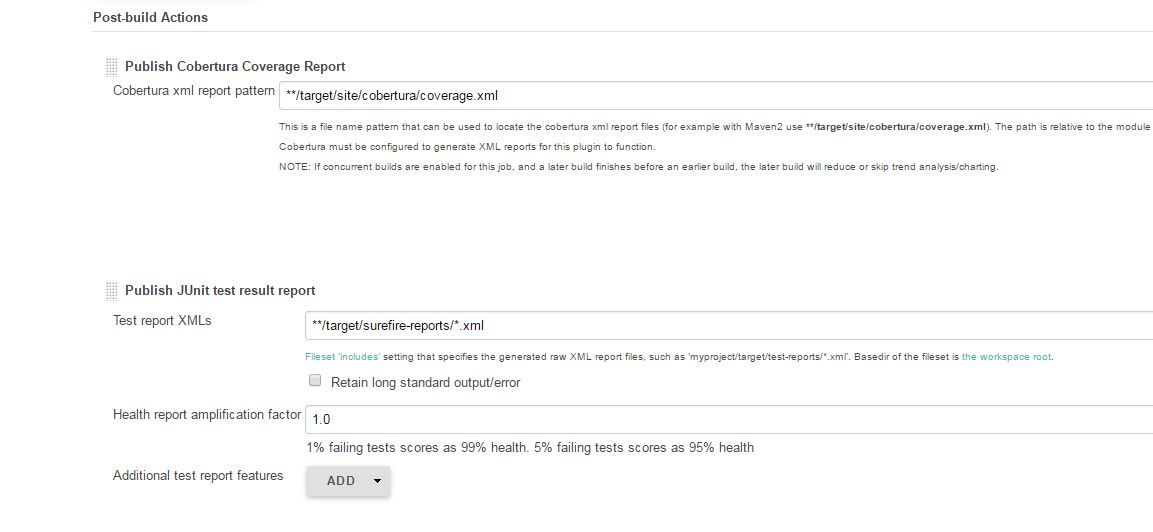 Post-build Actions
Publish Cobertura Coverage Report
Cobertura xml report pattern
**/target/site/cobertura/coverage.xml
This is a file name pattern that can be used to locate the cobertura xml report files (for example with Maven2 use **/target/site/cobertura/coverage.xml). The path is relative to the module
Cobertura must be configured to generate XML reports for this plugin to function.
NOTE: If concurrent builds are enabled for this job, and a later build finishes before an earlier build, the later build will reduce or skip trend analysis/charting.
Publish JUnit test result report
Test report XMLs
**/target/surefire-reports/*.xml
Fileset 'includes' setting that specifies the generated raw XML report files, such as 'myproject/target/test-reports/*.xml'. Basedir of the fileset is the workspace root.
Retain long standard output/error
Health report amplification factor
1.0
1% failing tests scores as 99% health. 5% failing tests scores as 95% health
Additional test report features
ADD